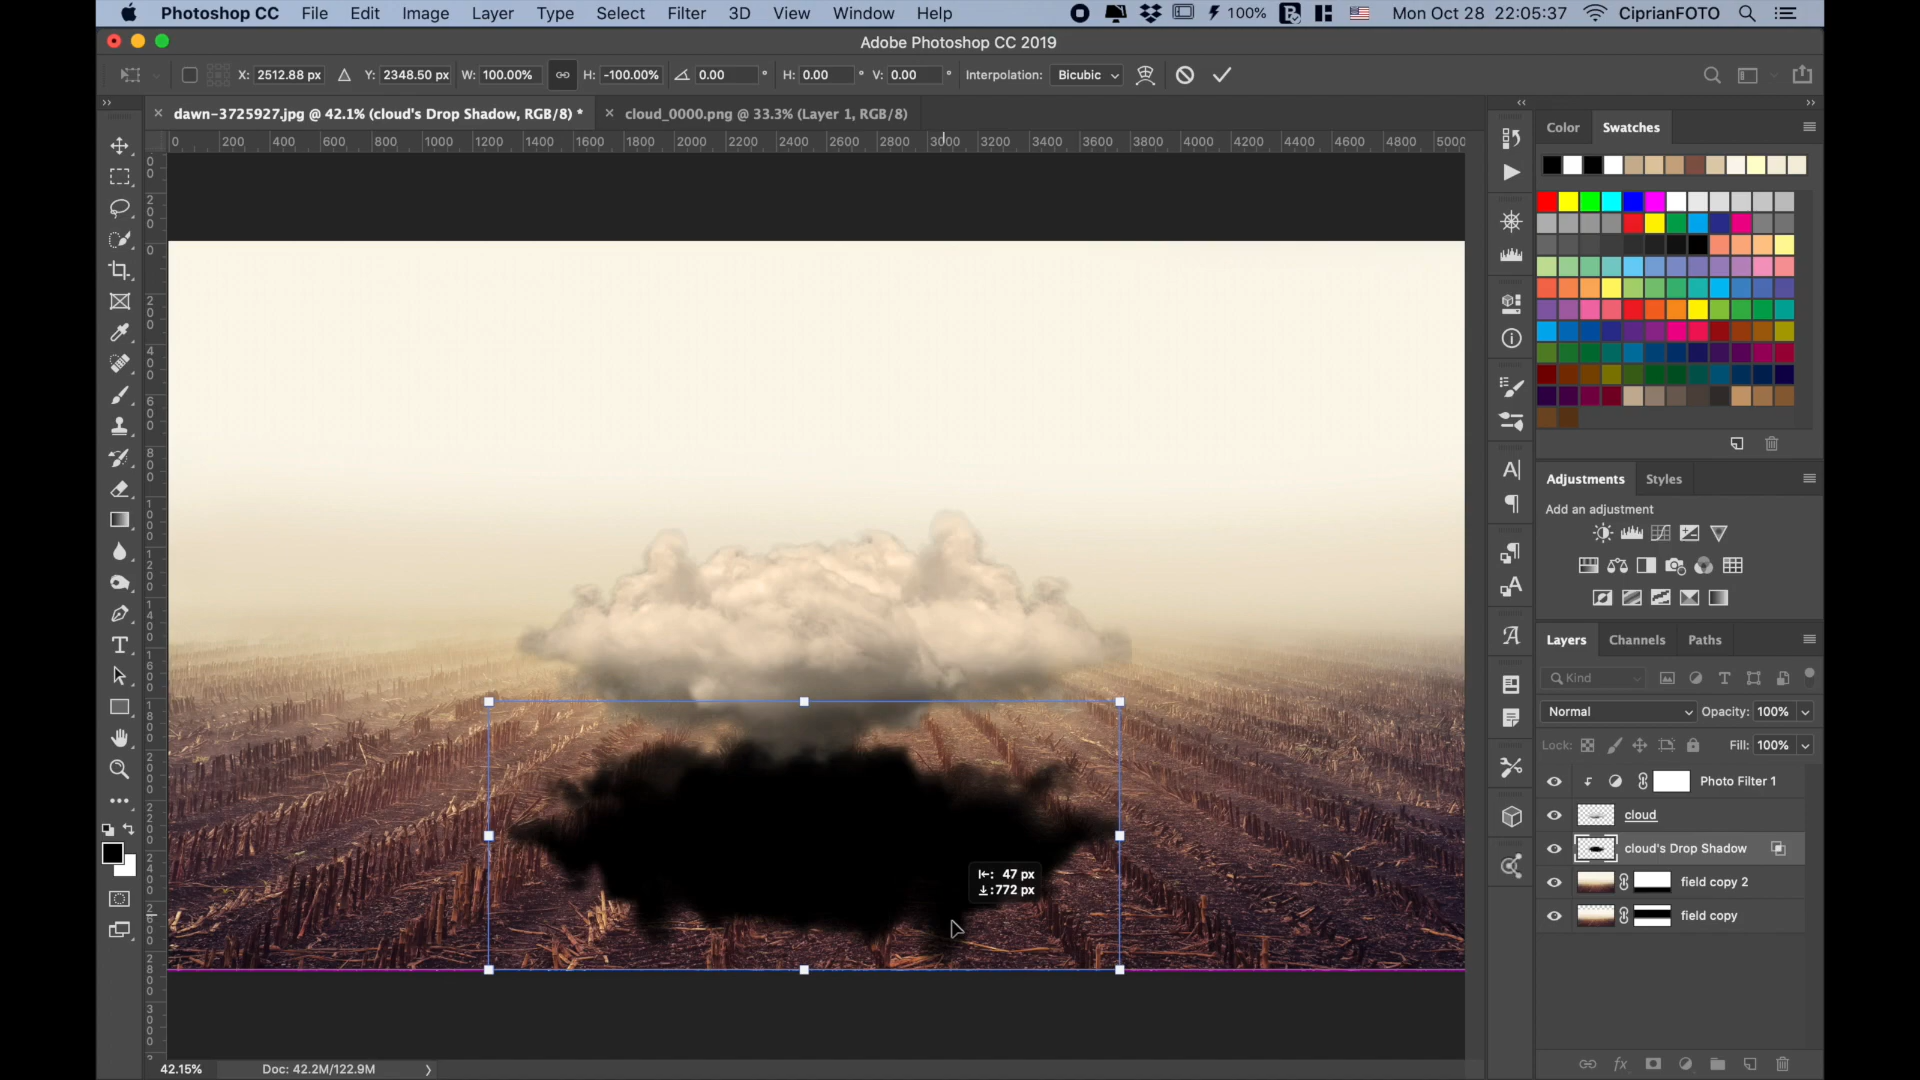 Photoshop CC File Edit Image Layer Type Select Filter 3D View Window Help 100% Mon Oct 28 22:05:37 CiprianFOTO
Adobe Photoshop CC 2019
X: 2512.88 px Y: 2348.50 px W: 100.00% H: -100.00% 0.00 ° H: 0.00 ° V: 0.00 ° Interpolation: Bicubic
dawn-3725927.jpg @ 42.1% (cloud's Drop Shadow, RGB/8) * cloud_0000.png @ 33.3% (Layer 1, RGB/8)
0 200 400 600 800 1000 1200 1400 1600 1800 2000 2200 2400 2600 2800 3000 3200 3400 3600 3800 4000 4200 4400 4600 4800 5000
Color Swatches
Adjustments Styles
Add an adjustment
Layers Channels Paths
Kind
Normal Opacity: 100%
Lock: Fill: 100%
Photo Filter 1
cloud
cloud's Drop Shadow
field copy 2
field copy
47 px
772 px
42.15% Doc: 42.2M/122.9M